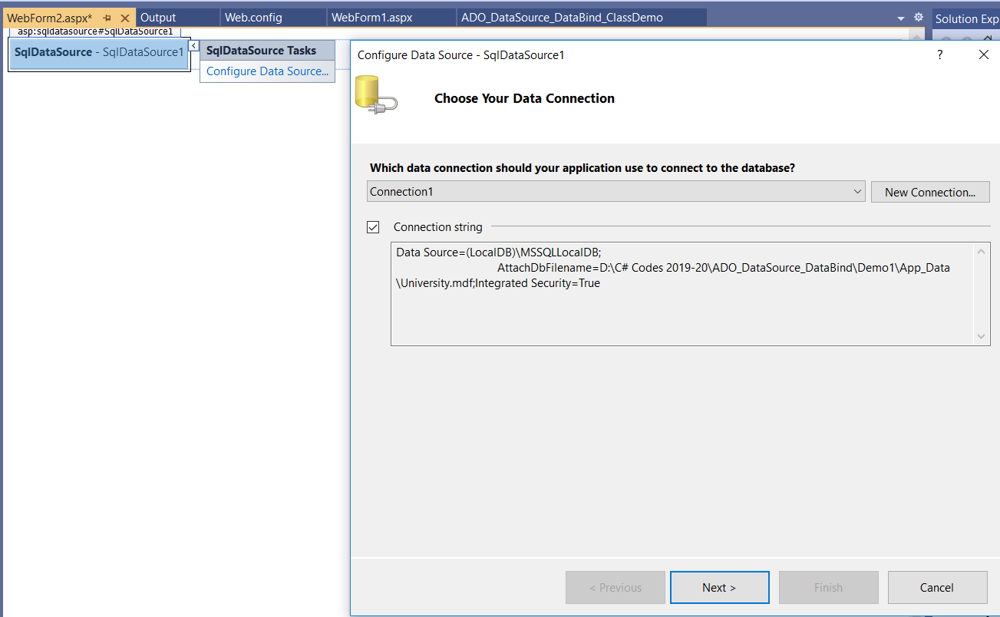 WebForm2.aspx*
Output
Web.config
WebForm1.aspx
ADO_DataSource_DataBind_ClassDemo
Solution Exp
asp:sqldatasource#SqlDataSource1
SqlDataSource - SqlDataSource1
SqlDataSource Tasks
Configure Data Source...
Configure Data Source - SqlDataSource1
?
Choose Your Data Connection
Which data connection should your application use to connect to the database?
Connection1
New Connection...
Connection string
Data Source=(LocalDB)\MSSQLLocalDB;
AttachDbFilename=D:\C# Codes 2019-20\ADO_DataSource_DataBind\Demo1\App_Data
\University.mdf;Integrated Security=True
< Previous
Next >
Finish
Cancel